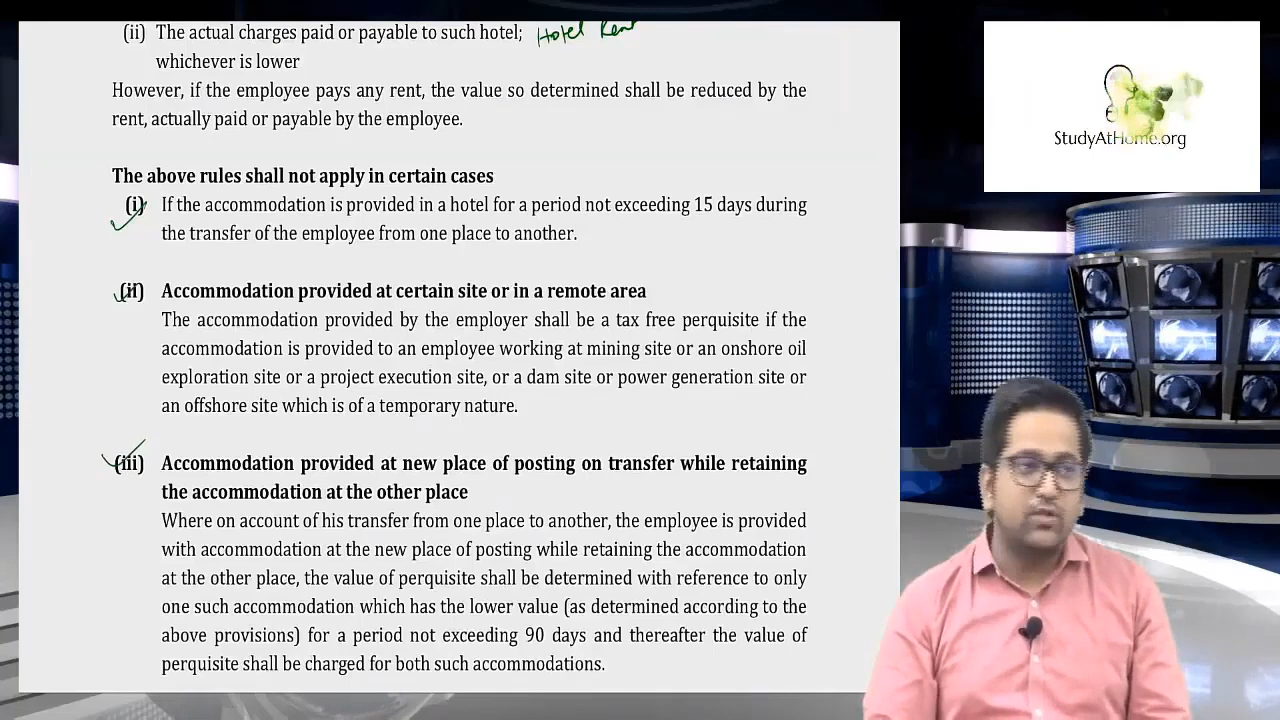 (ii) The actual charges paid or payable to such hotel; Hotel Rent
whichever is lower
However, if the employee pays any rent, the value so determined shall be reduced by the
rent, actually paid or payable by the employee.
The above rules shall not apply in certain cases
(i) If the accommodation is provided in a hotel for a period not exceeding 15 days during
the transfer of the employee from one place to another.
(ii) Accommodation provided at certain site or in a remote area
The accommodation provided by the employer shall be a tax free perquisite if the
accommodation is provided to an employee working at mining site or an onshore oil
exploration site or a project execution site, or a dam site or power generation site or
an offshore site which is of a temporary nature.
(iii) Accommodation provided at new place of posting on transfer while retaining
the accommodation at the other place
Where on account of his transfer from one place to another, the employee is provided
with accommodation at the new place of posting while retaining the accommodation
at the other place, the value of perquisite shall be determined with reference to only
one such accommodation which has the lower value (as determined according to the
above provisions) for a period not exceeding 90 days and thereafter the value of
perquisite shall be charged for both such accommodations.
StudyAtHome.org